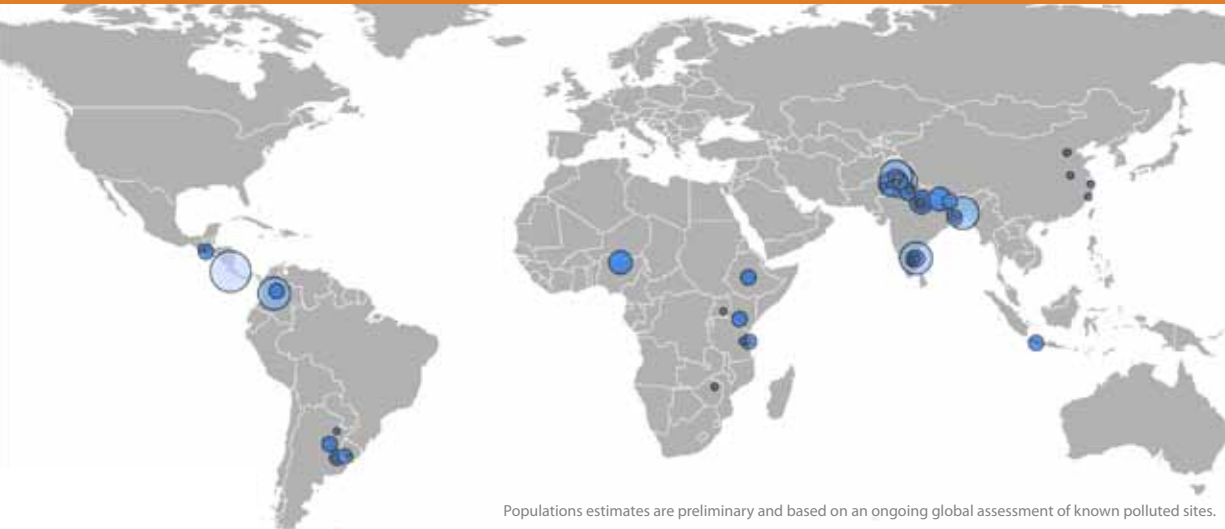 Populations estimates are preliminary and based on an ongoing global assessment of known polluted sites.